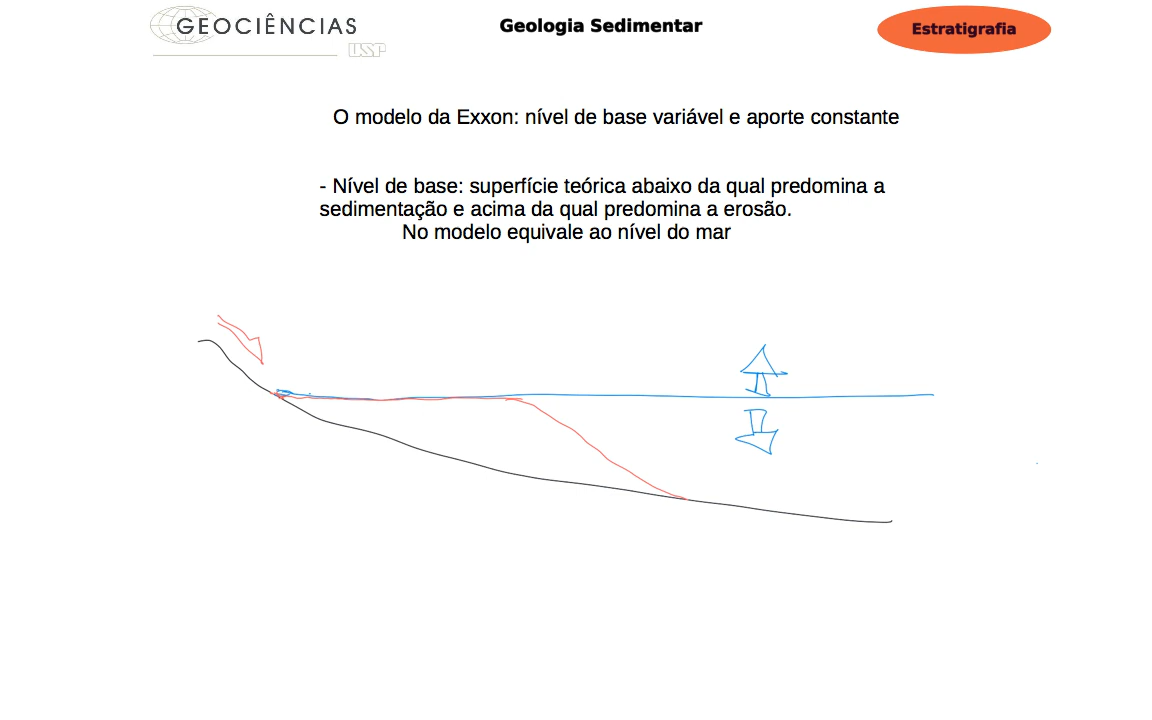 GEOCIÊNCIAS
USP
Geologia Sedimentar
Estratigrafia
O modelo da Exxon: nível de base variável e aporte constante
- Nível de base: superfície teórica abaixo da qual predomina a
sedimentação e acima da qual predomina a erosão.
No modelo equivale ao nível do mar